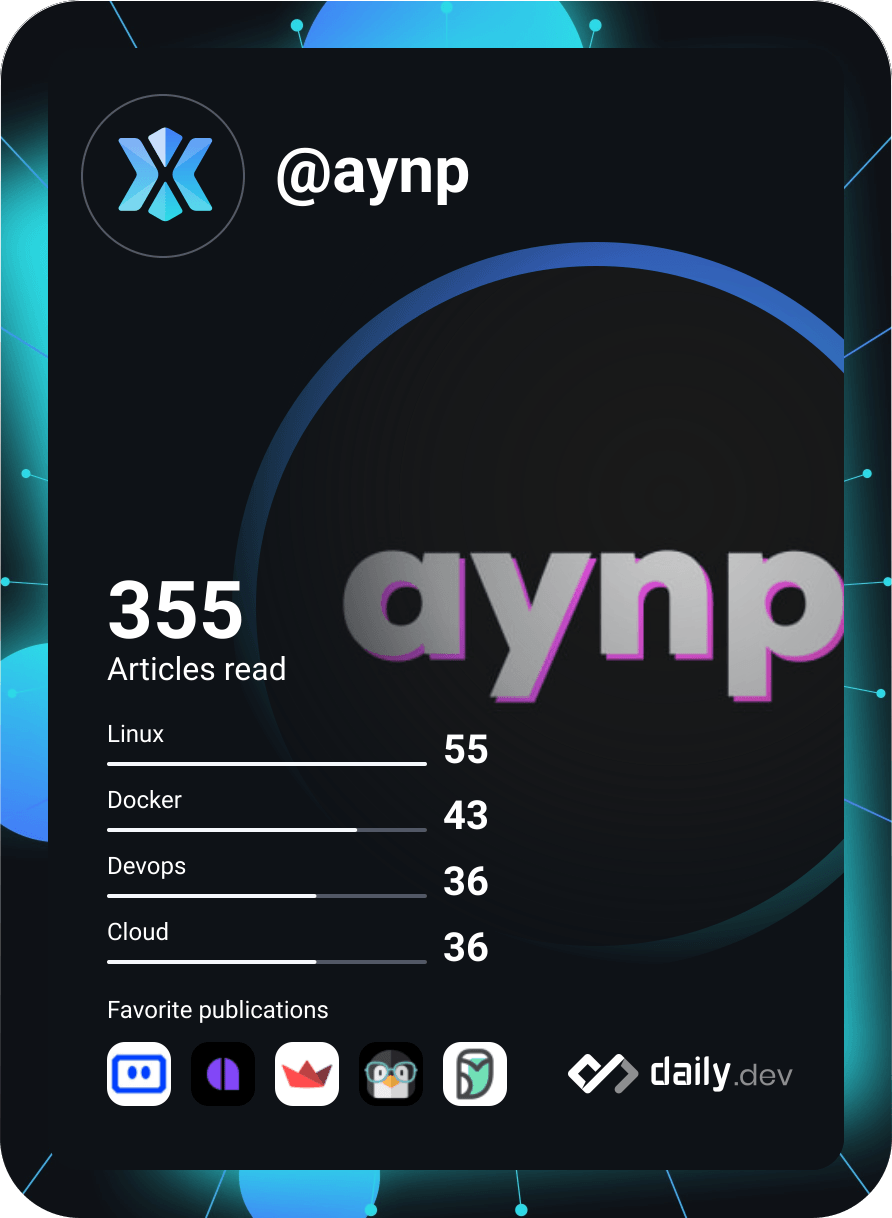 @aynp
aynp
355
Articles read
Linux 55
Docker 43
Devops 36
Cloud 36
Favorite publications
daily.dev